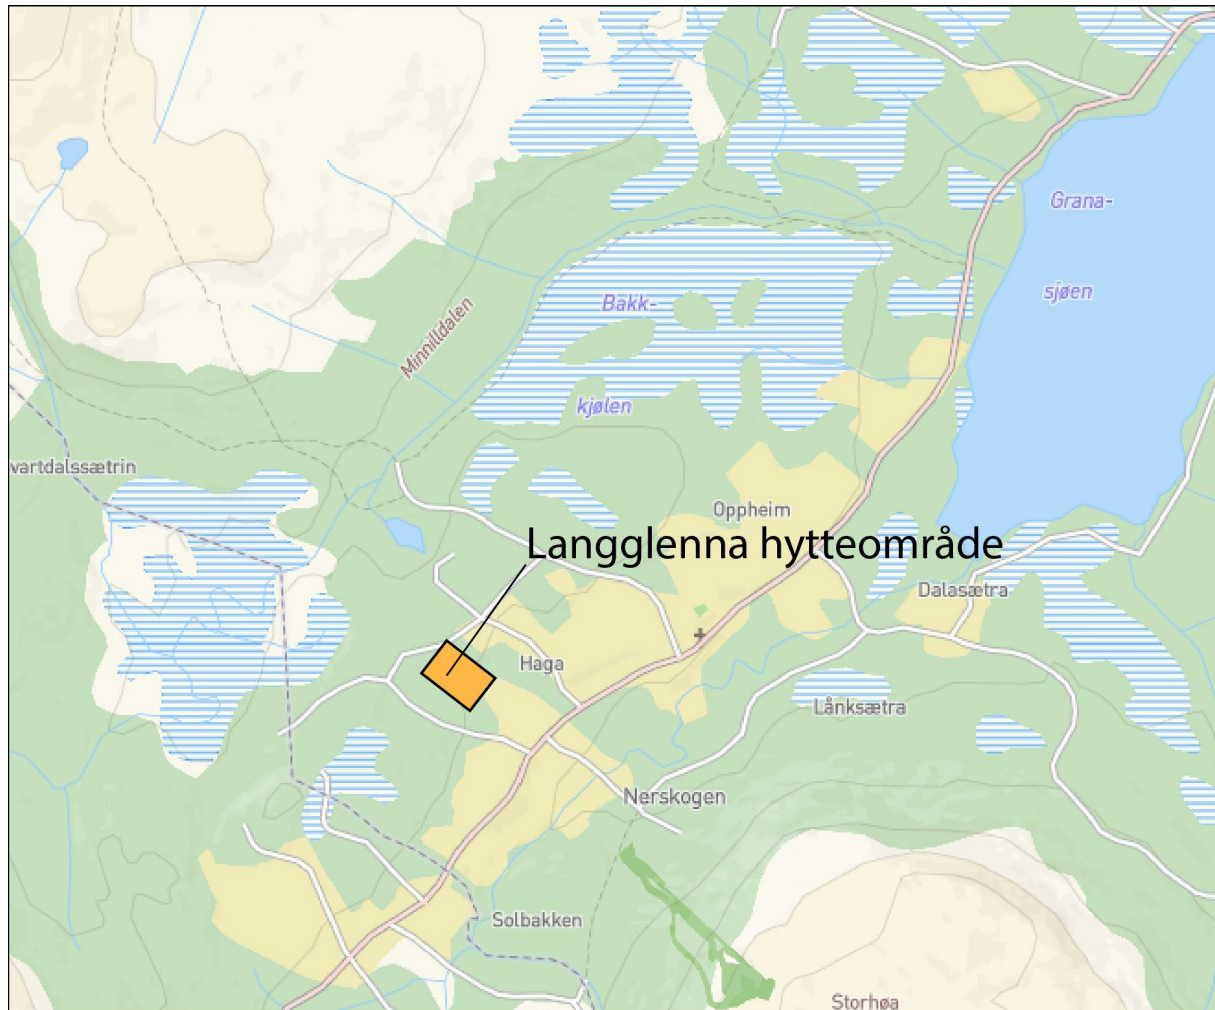 Grana-
sjøen
Bakk-
Minnilldalen
kjølen
vartdalssætrin
Oppheim
Langglenna hytteområde
Dalasætra
Haga
Lånksætra
Nerskogen
Solbakken
Storhøa